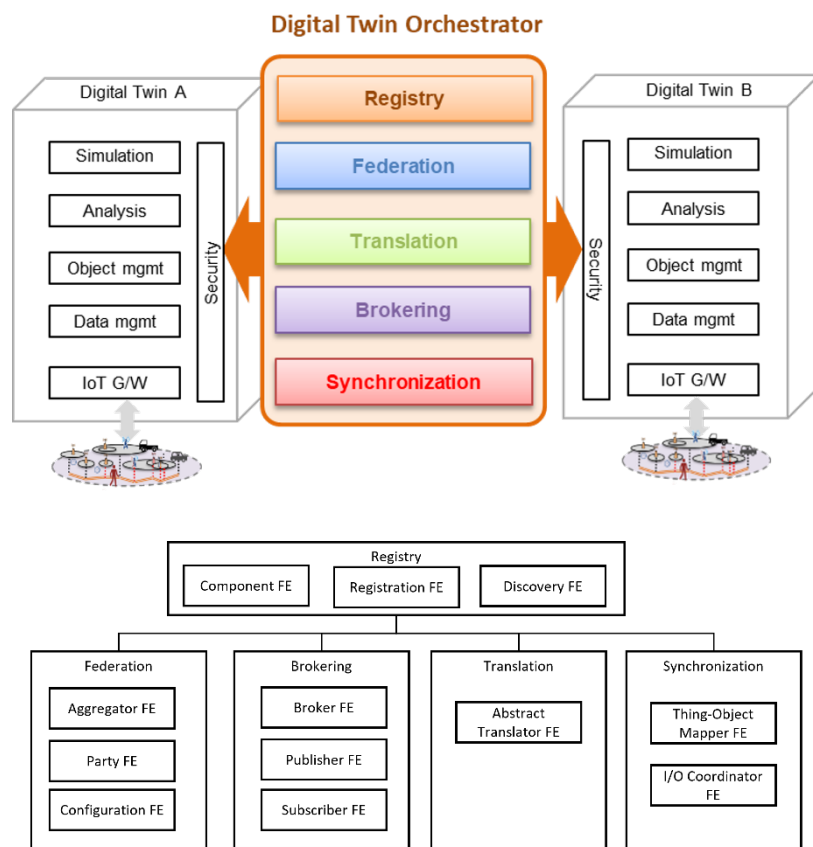 Digital Twin Orchestrator
Digital Twin A
Simulation
Analysis
Object mgmt
Data mgmt
IoT G/W
Security
Registry
Federation
Translation
Brokering
Synchronization
Digital Twin B
Security
Simulation
Analysis
Object mgmt
Data mgmt
IoT G/W
Registry
Component FE
Registration FE
Discovery FE
Federation
Aggregator FE
Party FE
Configuration FE
Brokering
Broker FE
Publisher FE
Subscriber FE
Translation
Abstract
Translator FE
Synchronization
Thing-Object
Mapper FE
I/O Coordinator
FE